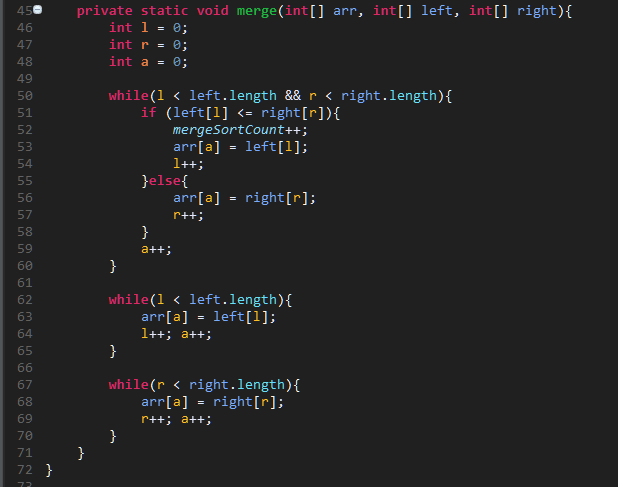 45 private static void merge(int[] arr, int[] left, int[] right){
46 int l = 0;
47 int r = 0;
48 int a = 0;
49
50 while(l < left.length && r < right.length){
51 if (left[l] <= right[r]){
52 mergeSortCount++;
53 arr[a] = left[l];
54 l++;
55 }else{
56 arr[a] = right[r];
57 r++;
58 }
59 a++;
60 }
61
62 while(l < left.length){
63 arr[a] = left[l];
64 l++; a++;
65 }
66
67 while(r < right.length){
68 arr[a] = right[r];
69 r++; a++;
70 }
71 }
72 }
73